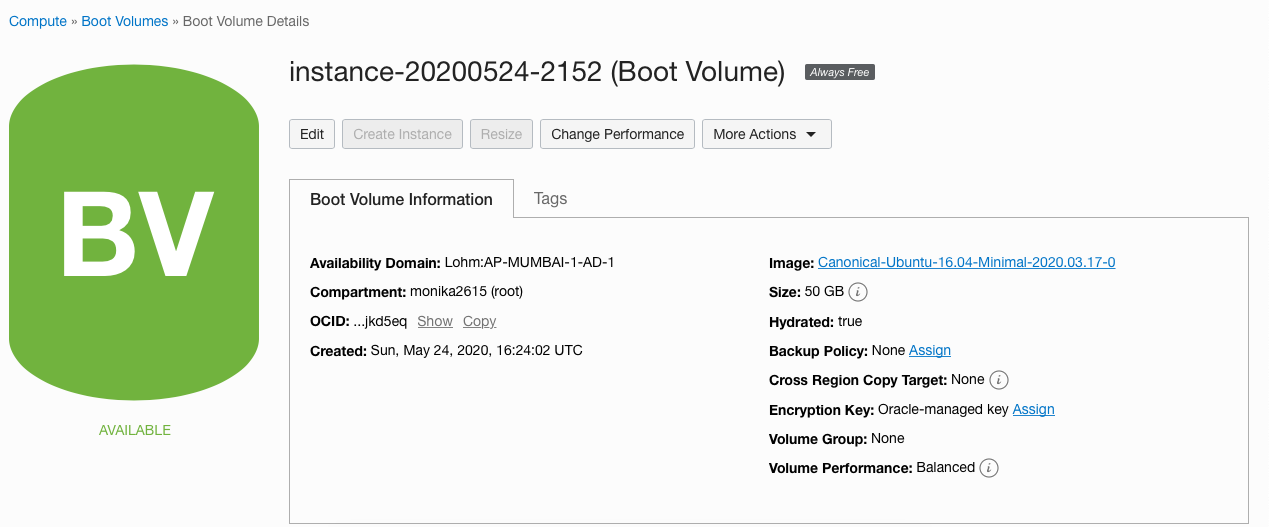 Compute » Boot Volumes » Boot Volume Details
BV
AVAILABLE
instance-20200524-2152 (Boot Volume) Always Free
Edit Create Instance Resize Change Performance More Actions
Boot Volume Information Tags
Availability Domain: Lohm:AP-MUMBAI-1-AD-1
Compartment: monika2615 (root)
OCID: ...jkd5eq Show Copy
Created: Sun, May 24, 2020, 16:24:02 UTC
Image: Canonical-Ubuntu-16.04-Minimal-2020.03.17-0
Size: 50 GB i
Hydrated: true
Backup Policy: None Assign
Cross Region Copy Target: None i
Encryption Key: Oracle-managed key Assign
Volume Group: None
Volume Performance: Balanced i